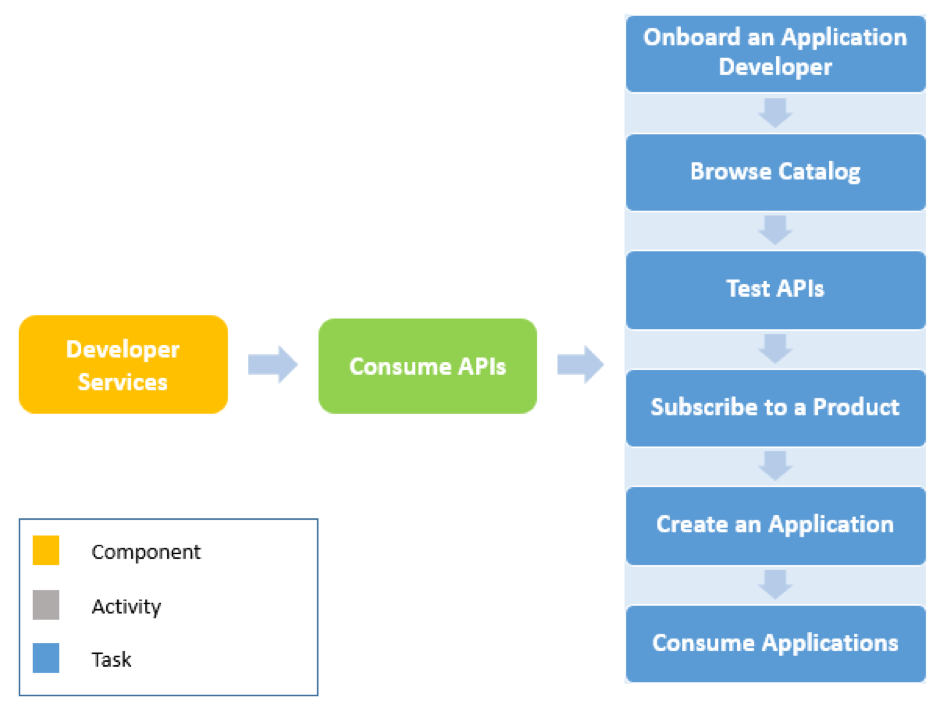 Onboard an Application
Developer
Browse Catalog
Test APIs
Developer
Services
Consume APIs
Subscribe to a Product
Create an Application
Consume Applications
Component
Activity
Task